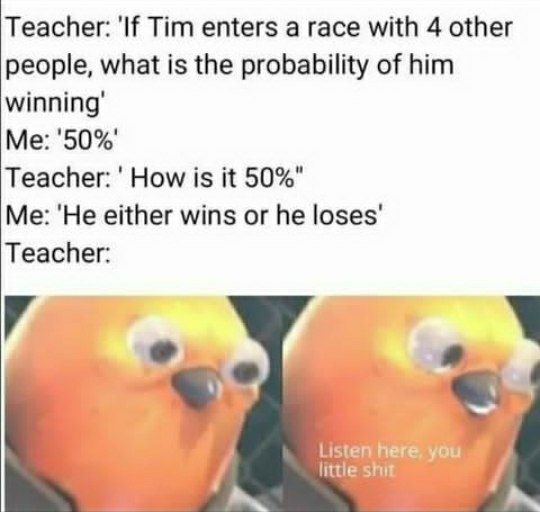 Teacher: 'If Tim enters a race with 4 other
people, what is the probability of him
winning'
Me: '50%'
Teacher: ' How is it 50%"
Me: 'He either wins or he loses'
Teacher:
Listen here, you
little shit